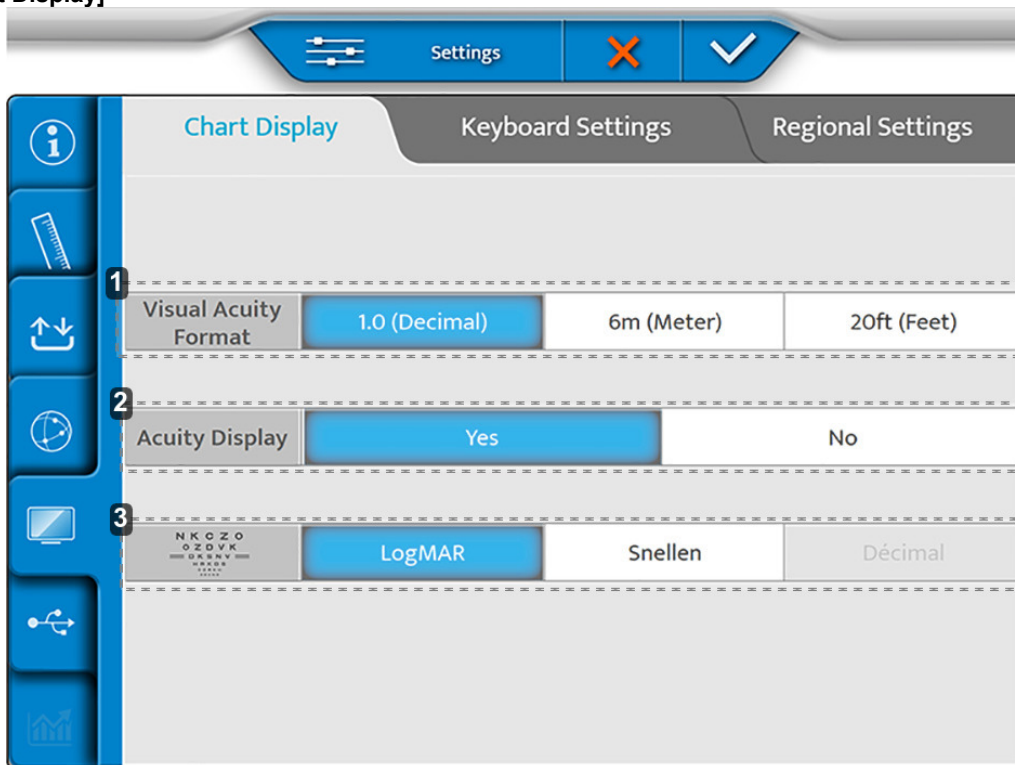 Display]
Settings
Chart Display Keyboard Settings Regional Settings
1
Visual Acuity
Format
1.0 (Decimal) 6m (Meter) 20ft (Feet)
2
Acuity Display Yes No
3
N K C Z O
O Z D V K
D K S N V
H R K D S
LogMAR Snellen Décimal